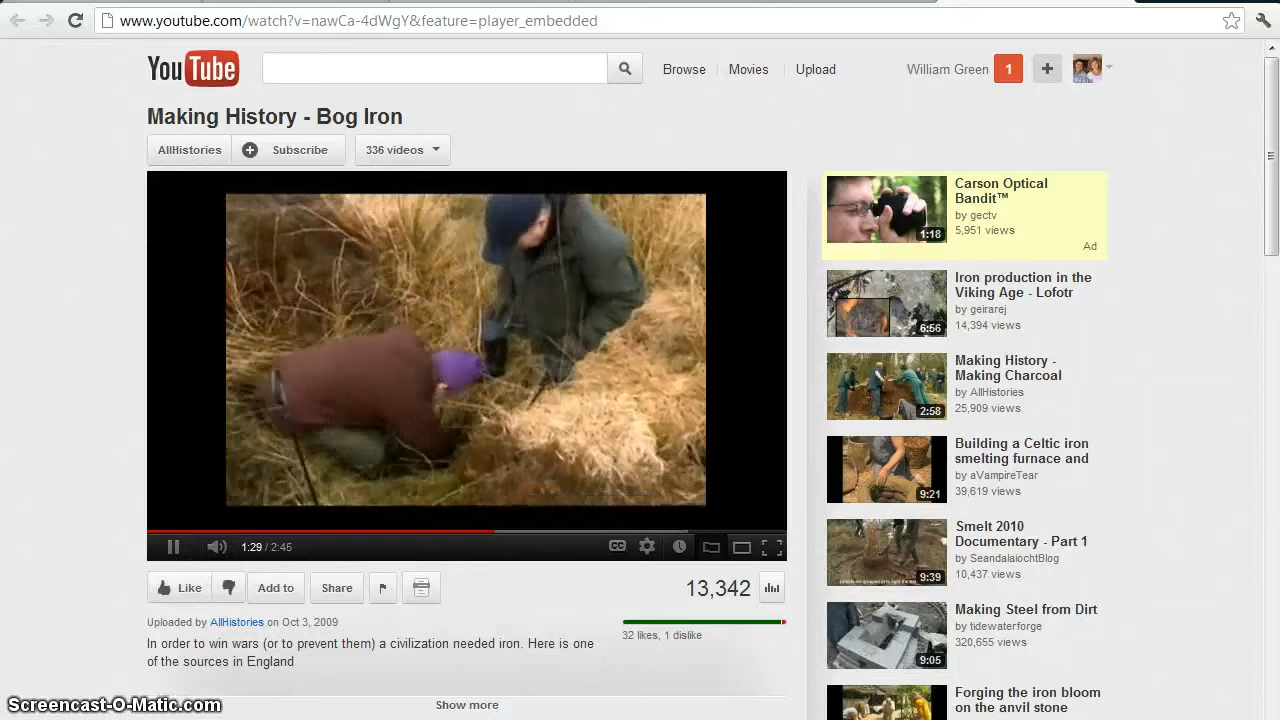 www.youtube.com/watch?v=nawCa-4dWgY&feature=player_embedded
YouTube
Browse
Movies
Upload
William Green
1
Making History - Bog Iron
AllHistories
Subscribe
336 videos
1:29 / 2:45
CC
Like
Add to
Share
13,342
Uploaded by AllHistories on Oct 3, 2009
32 likes, 1 dislike
In order to win wars (or to prevent them) a civilization needed iron. Here is one
of the sources in England
Show more
Carson Optical
Bandit™
by gectv
5,951 views
1:18
Ad
Iron production in the
Viking Age - Lofotr
by geirarej
14,394 views
6:56
Making History -
Making Charcoal
by AllHistories
25,909 views
2:58
Building a Celtic iron
smelting furnace and
by aVampireTear
39,619 views
9:21
Smelt 2010
Documentary - Part 1
by SeandalaiochtBlog
10,437 views
9:39
Making Steel from Dirt
by tidewaterforge
320,655 views
9:05
Forging the iron bloom
on the anvil stone
Screencast-O-Matic.com